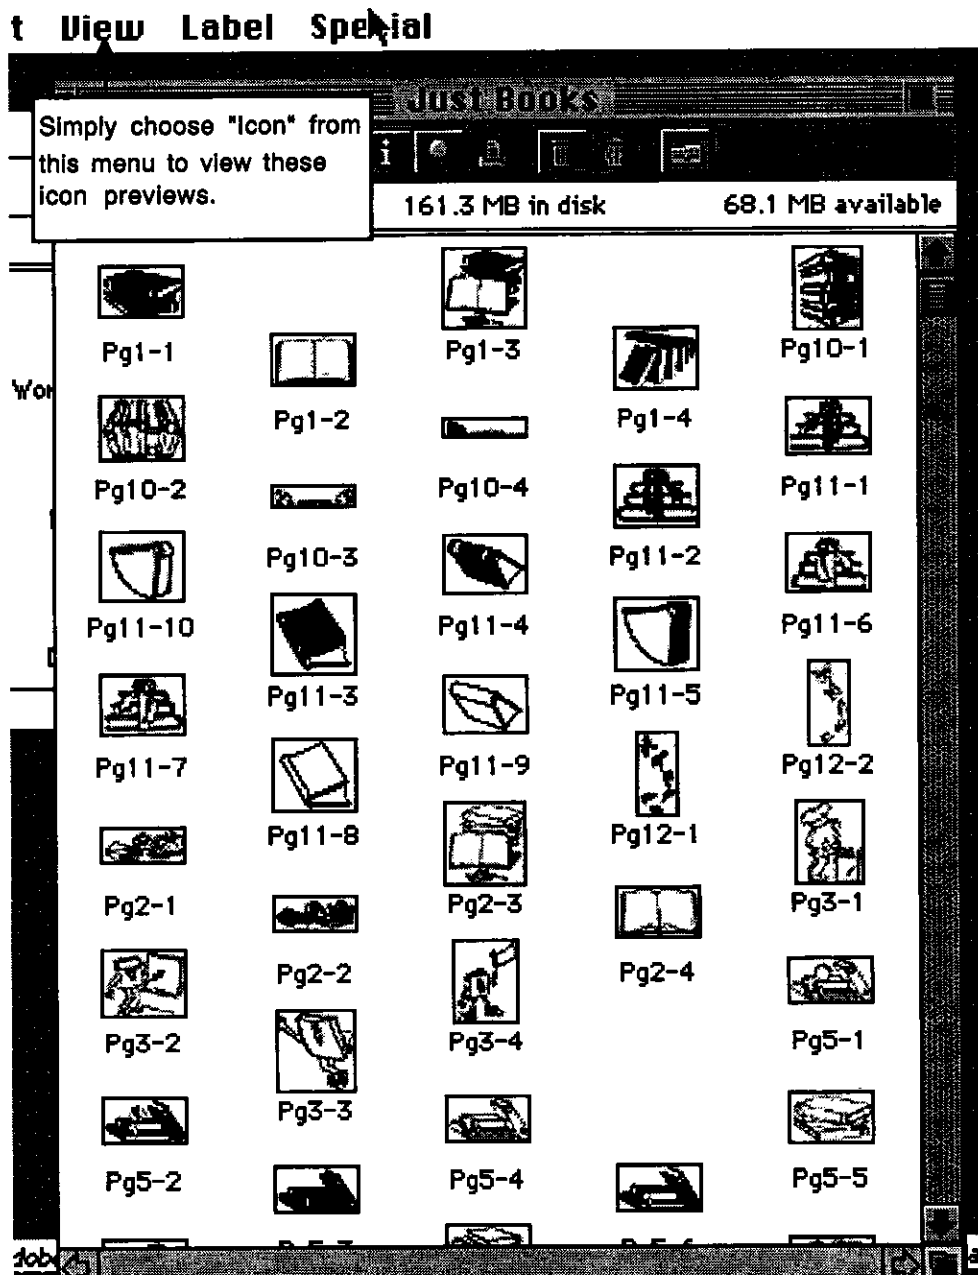 t View Label Special
Just Books
Simply choose "Icon" from
this menu to view these
icon previews.
161.3 MB in disk 68.1 MB available
Pg1-1 Pg1-3 Pg10-1
Pg1-2 Pg1-4
Pg10-2 Pg10-4 Pg11-1
Pg10-3 Pg11-2
Pg11-10 Pg11-4 Pg11-6
Pg11-3 Pg11-5
Pg11-7 Pg11-9 Pg12-2
Pg11-8 Pg12-1
Pg2-1 Pg2-3 Pg3-1
Pg2-2 Pg2-4
Pg3-2 Pg3-4 Pg5-1
Pg3-3
Pg5-2 Pg5-4 Pg5-5